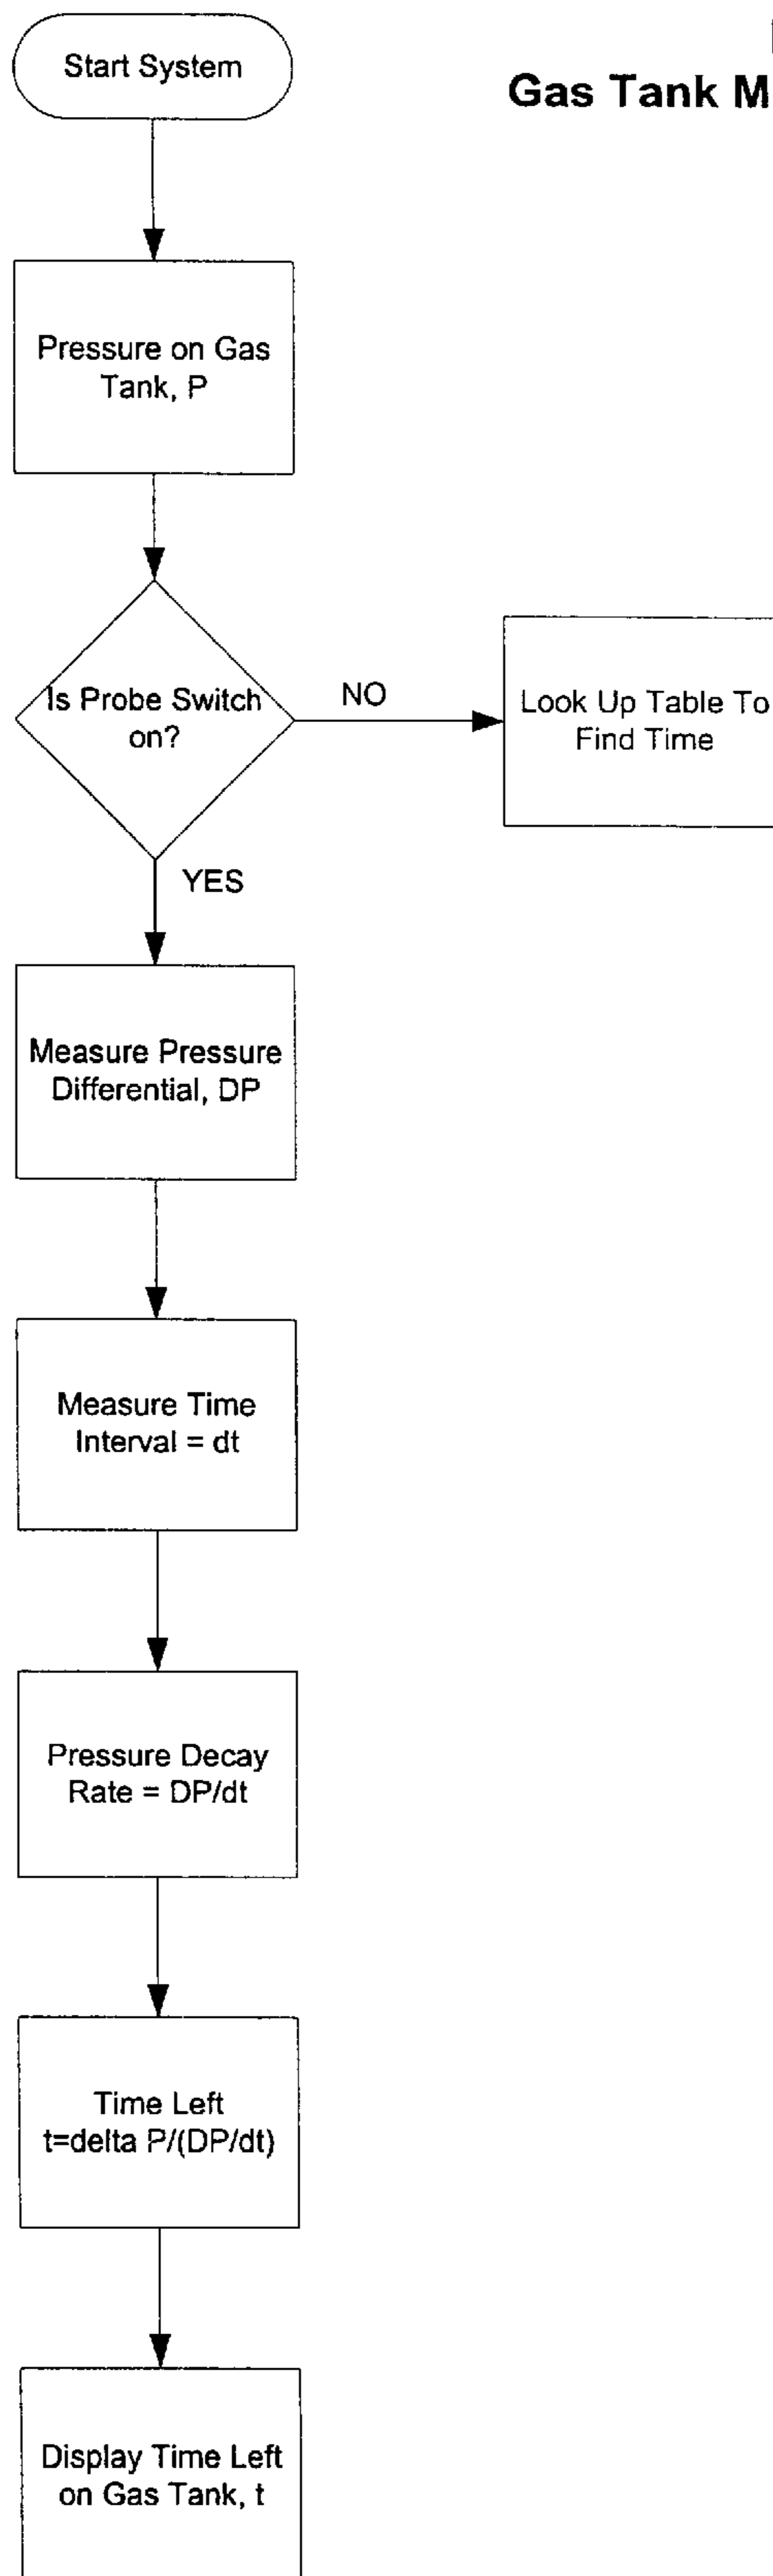 Start System
Gas Tank
Pressure on Gas
Tank, P
Is Probe Switch
on?
NO
Look Up Table To
Find Time
YES
Measure Pressure
Differential, DP
Measure Time
Interval = dt
Pressure Decay
Rate = DP/dt
Time Left
t=delta P/(DP/dt)
Display Time Left
on Gas Tank, t